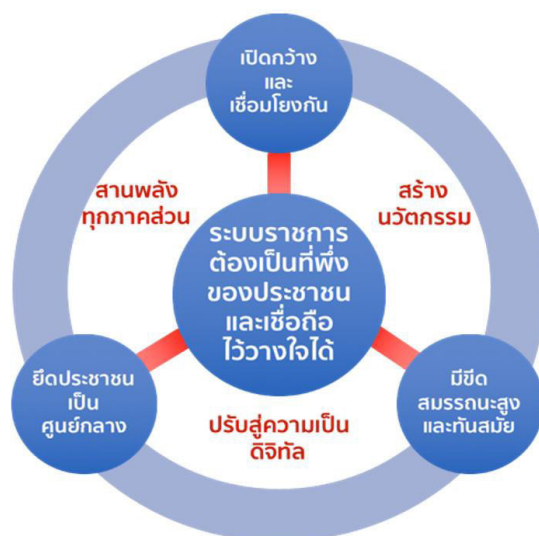 เปิดกว้าง
และ
เชื่อมโยงกัน
สานพลัง
ทุกภาคส่วน
สร้าง
นวัตกรรม
ระบบราชการ
ต้องเป็นที่พึ่ง
ของประชาชน
และเชื่อถือ
ไว้วางใจได้
ยึดประชาชน
เป็น
ศูนย์กลาง
ปรับสู่ความเป็น
ดิจิทัล
มีขีด
สมรรถนะสูง
และทันสมัย